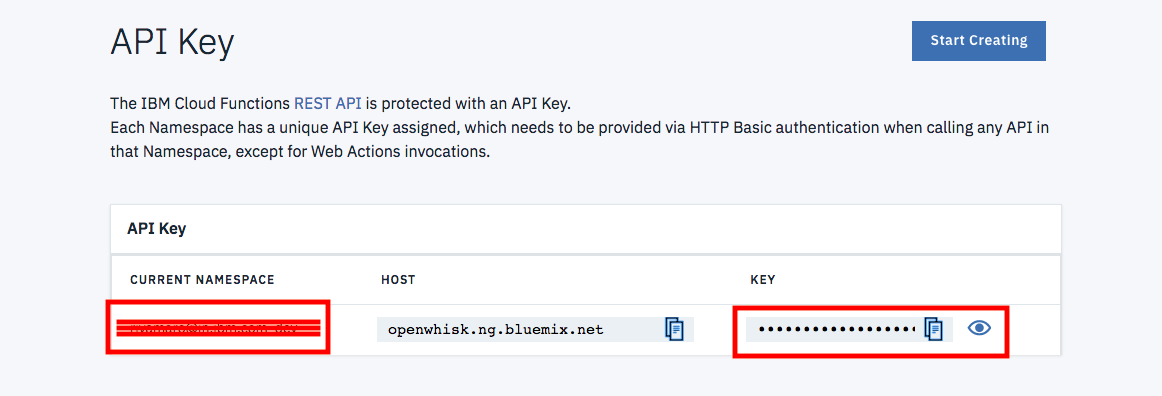 API Key
Start Creating
The IBM Cloud Functions REST API is protected with an API Key.
Each Namespace has a unique API Key assigned, which needs to be provided via HTTP Basic authentication when calling any API in
that Namespace, except for Web Actions invocations.
API Key
CURRENT NAMESPACE HOST KEY
openwhisk.ng.bluemix.net ••••••••••••••••••